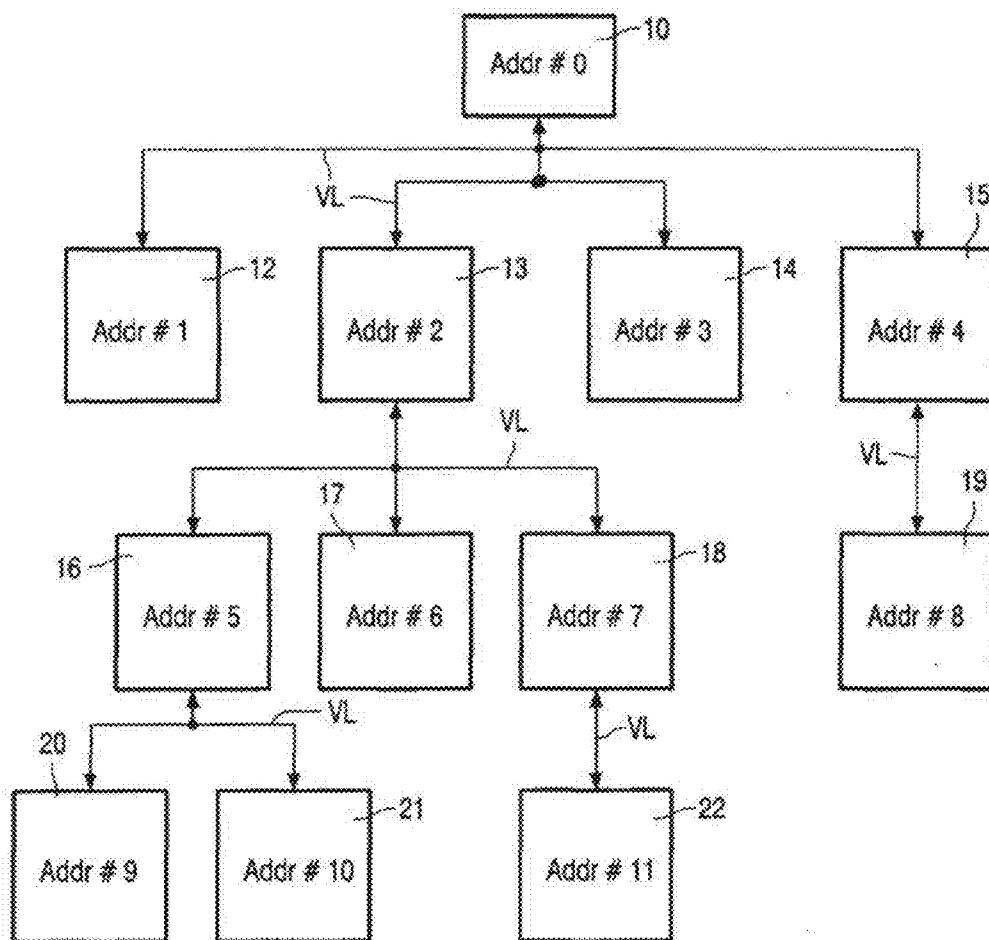 10
Addr # 0
VL
VL
12
13
14
15
Addr # 1
Addr # 2
Addr # 3
Addr # 4
VL
VL
16
17
18
19
Addr # 5
Addr # 6
Addr # 7
Addr # 8
VL
VL
20
21
22
Addr # 9
Addr # 10
Addr # 11